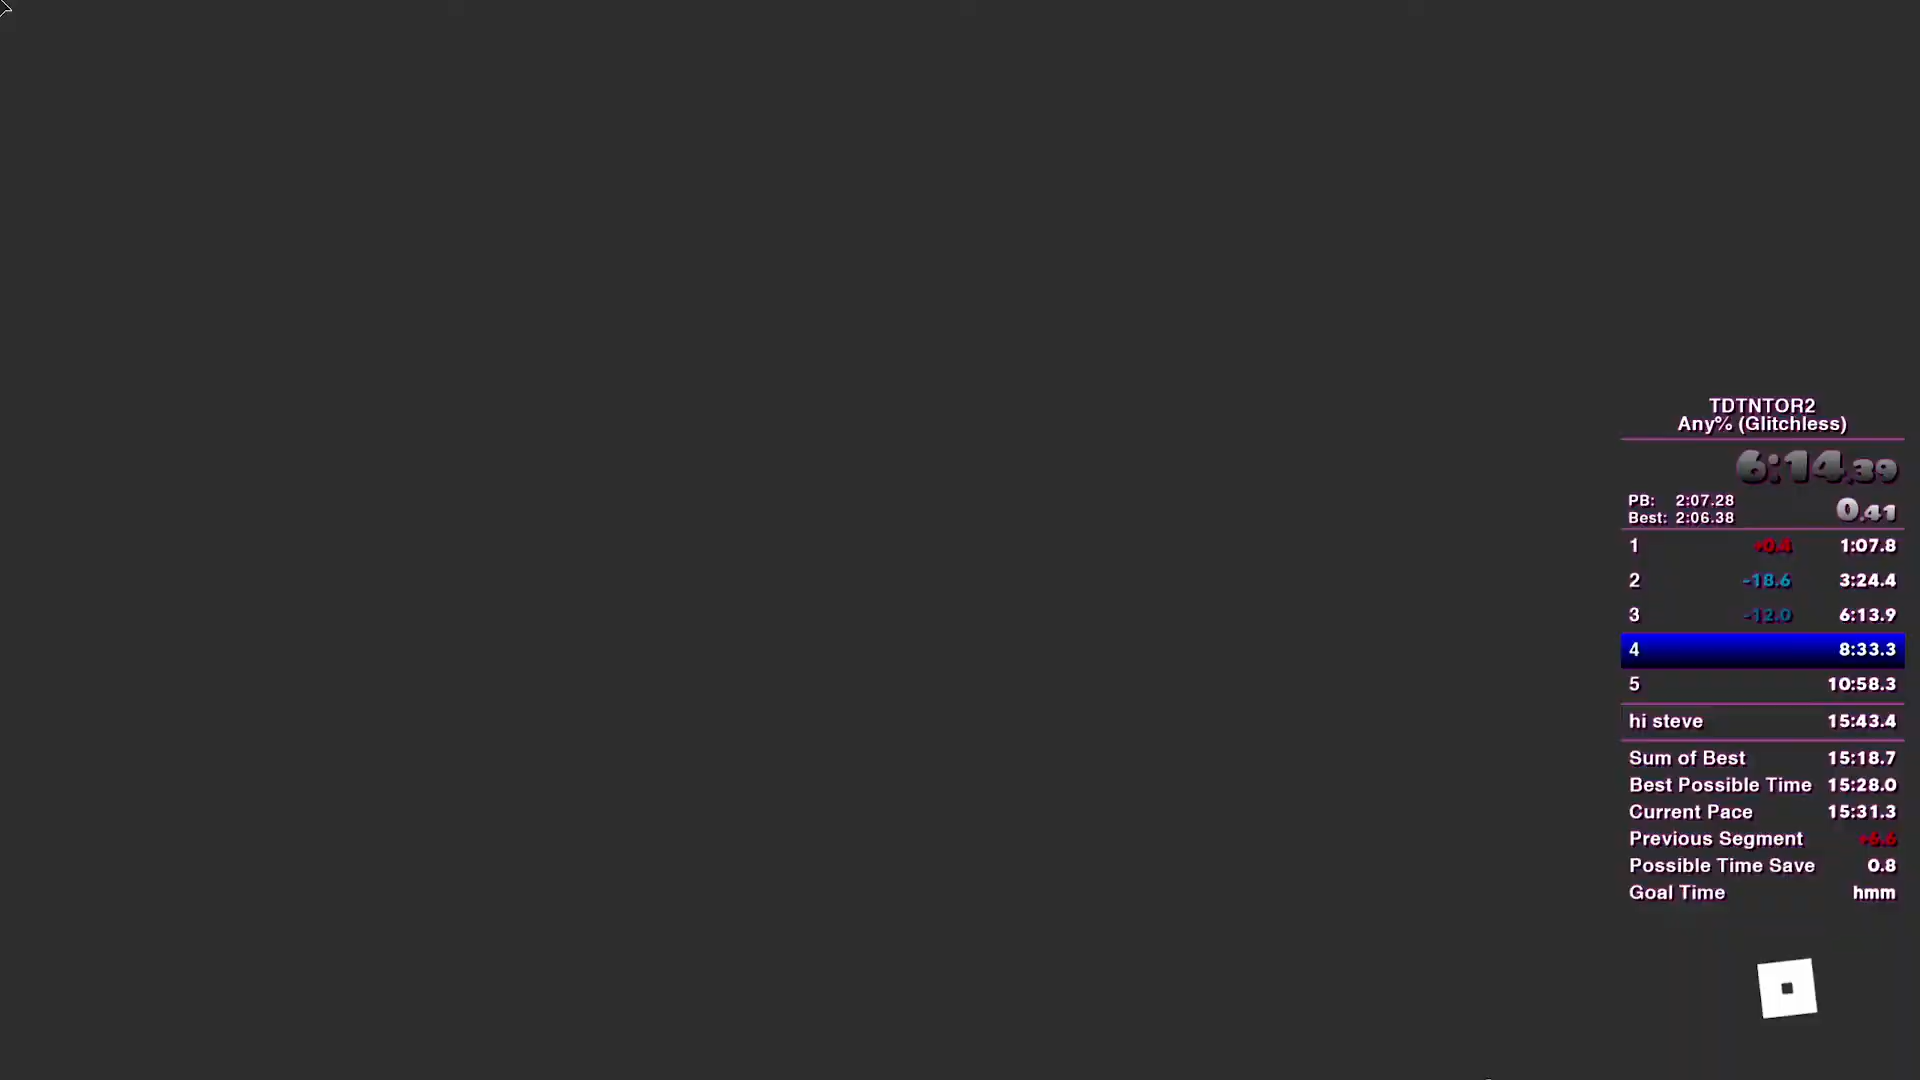 TDTNTOR2
Any% (Glitchless)
6:14.39
PB: 2:07.28
Best: 2:06.38
0.41
1 +0.4 1:07.8
2 -18.6 3:24.4
3 -12.0 6:13.9
4 8:33.3
5 10:58.3
hi steve 15:43.4
Sum of Best 15:18.7
Best Possible Time 15:28.0
Current Pace 15:31.3
Previous Segment +6.6
Possible Time Save 0.8
Goal Time hmm